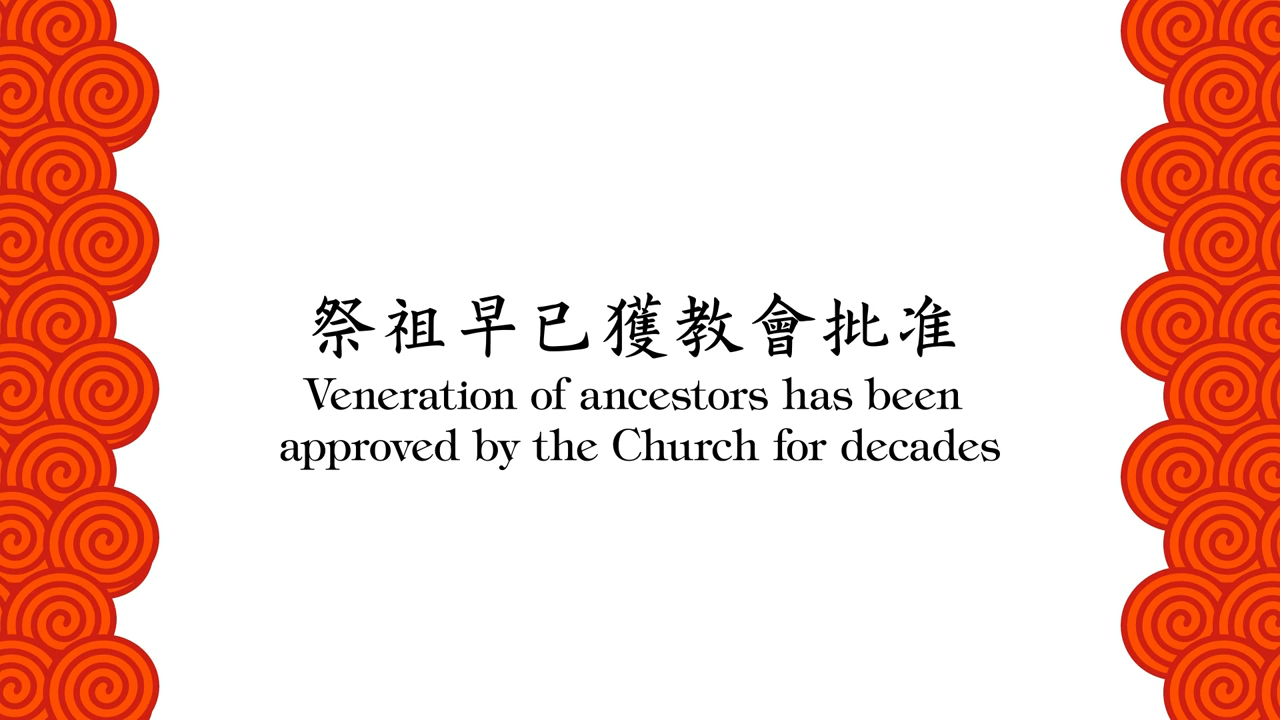 祭祖早已獲教會批准
Veneration of ancestors has been
approved by the Church for decades